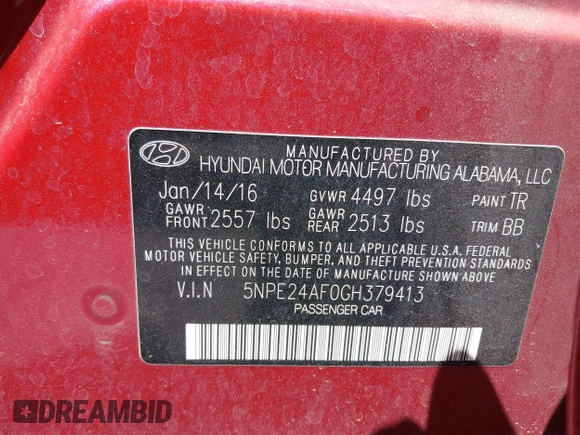 MANUFACTURED BY
HYUNDAI MOTOR MANUFACTURING ALABAMA, LLC
Jan/14/16 GVWR 4497 lbs PAINT TR
GAWR FRONT 2557 lbs GAWR REAR 2513 lbs TRIM BB
THIS VEHICLE CONFORMS TO ALL APPLICABLE U.S.A. FEDERAL
MOTOR VEHICLE SAFETY, BUMPER, AND THEFT PREVENTION STANDARDS
IN EFFECT ON THE DATE OF MANUFACTURE SHOWN ABOVE.
V.I.N 5NPE24AF0GH379413
PASSENGER CAR
DREAMBID